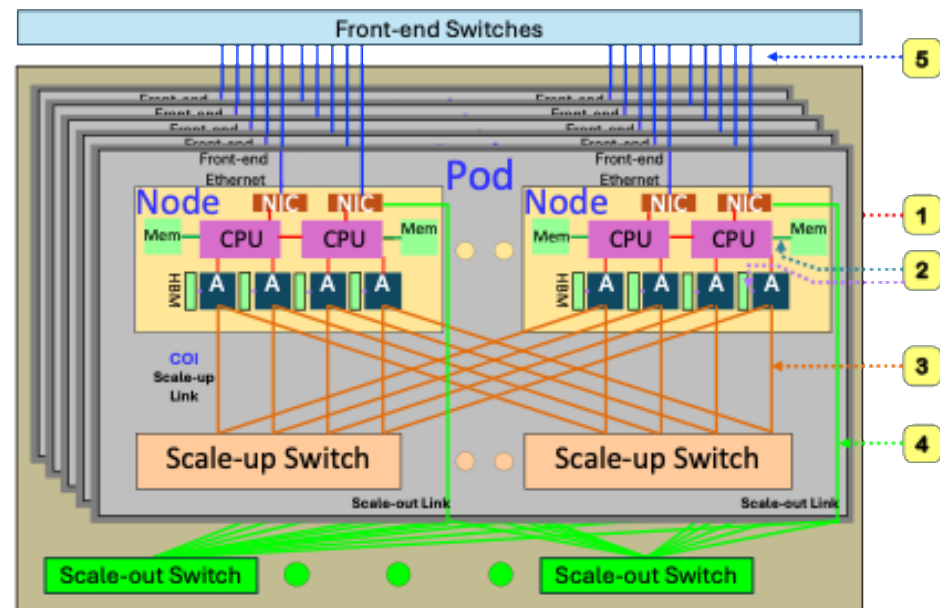 Front-end Switches
5
Front-end
Front-end
Front-end
Front-end
Front-end
Front-end
Front-end
Front-end
Front-end
Ethernet
Pod
Front-end
Ethernet
Node
NIC
NIC
Node
NIC
NIC
1
Mem
CPU
CPU
Mem
Mem
CPU
CPU
Mem
2
HBM
A
A
A
A
HBM
A
A
A
A
COI
Scale-up
Link
3
Scale-up Switch
Scale-up Switch
4
Scale-out Link
Scale-out Link
Scale-out Switch
Scale-out Switch